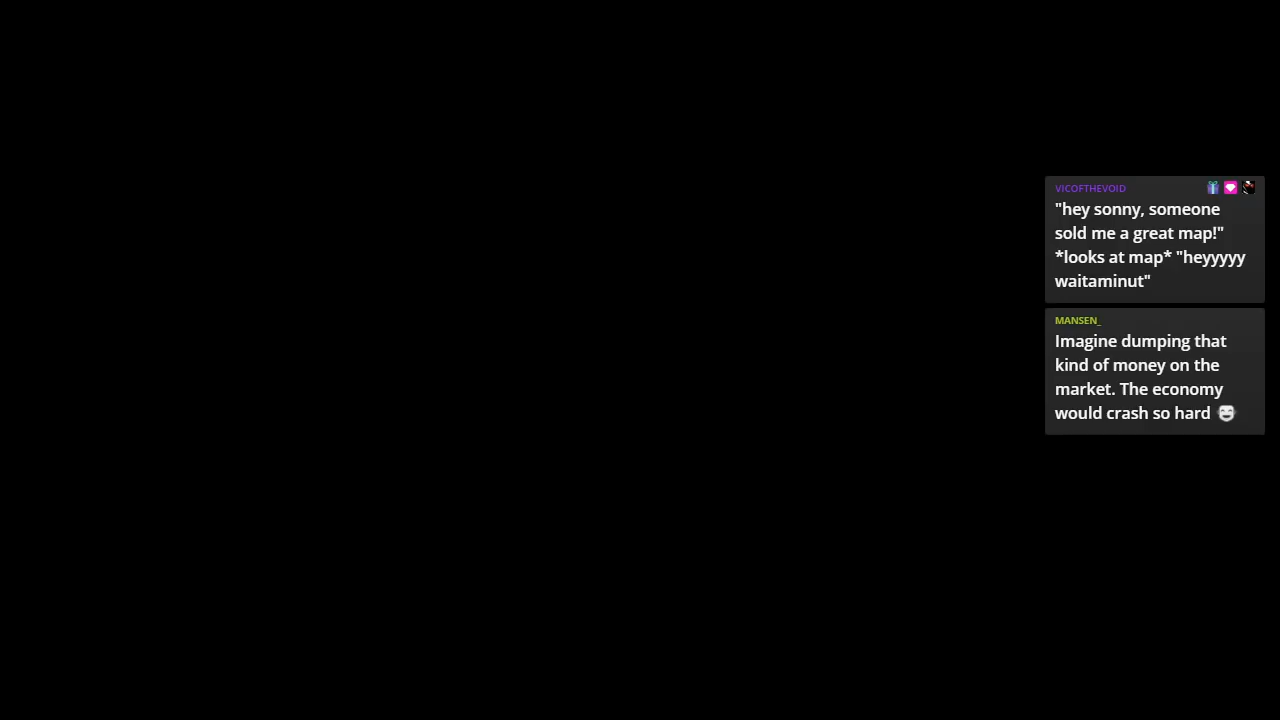 VICOFTHEVOID
"hey sonny, someone
sold me a great map!"
*looks at map* "heyyyyy
waitaminut"
MANSEN_
Imagine dumping that
kind of money on the
market. The economy
would crash so hard